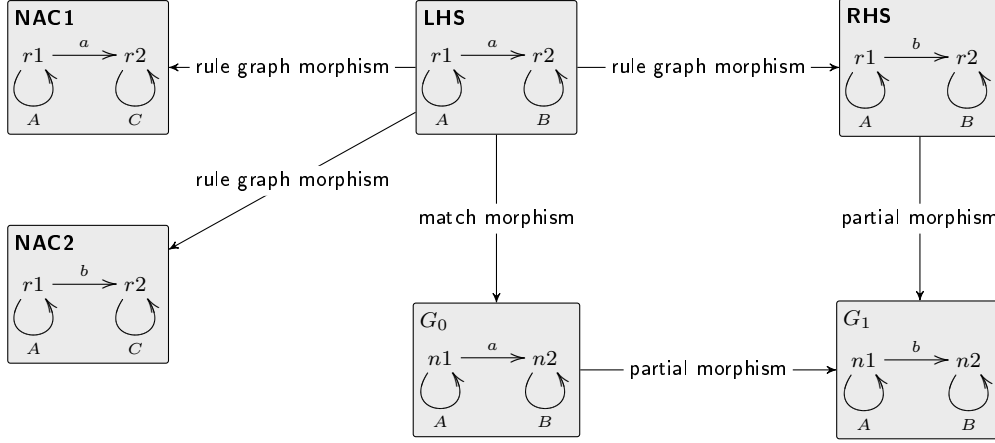 NAC1
r1 a r2
A C
rule graph morphism
LHS
r1 a r2
A B
rule graph morphism
RHS
r1 b r2
A B
rule graph morphism
match morphism
partial morphism
NAC2
r1 b r2
A C
G0
n1 a n2
A B
partial morphism
G1
n1 b n2
A B